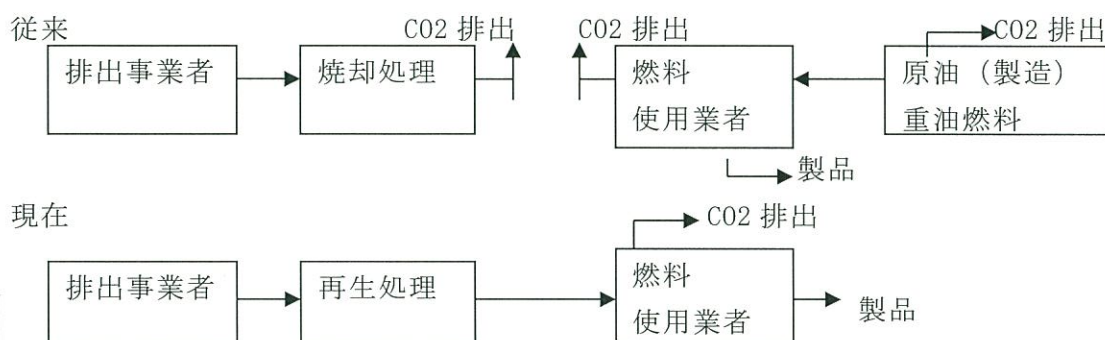 従来
CO2 排出
CO2 排出
CO2 排出
排出事業者
焼却処理
燃料
使用業者
原油（製造）
重油燃料
製品
現在
CO2 排出
排出事業者
再生処理
燃料
使用業者
製品